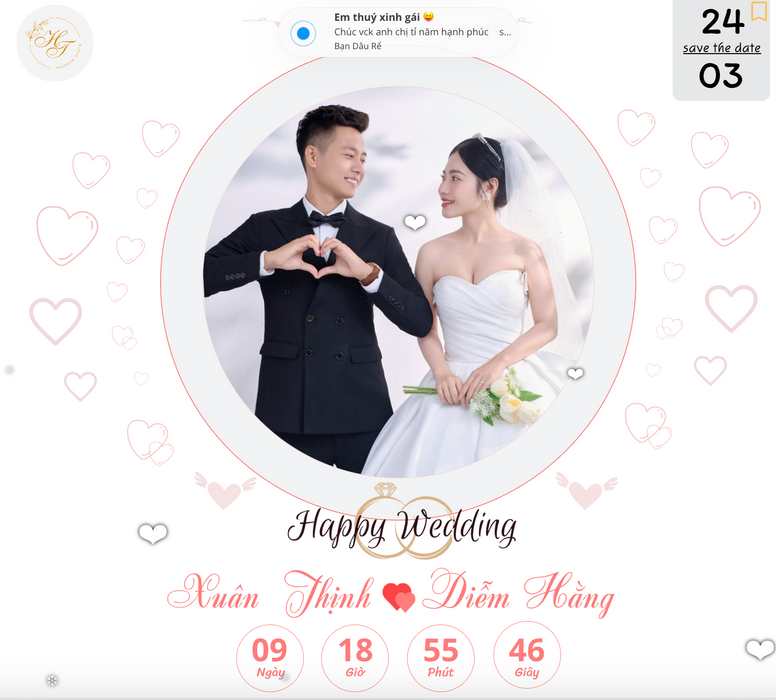 HT
Em thuý xinh gái 😛
Chúc vck anh chị tỉ năm hạnh phúc s...
Bạn Dâu Rể
24
save the date
03
Happy Wedding
Xuân Thịnh Diễm Hằng
09 18 55 46
Ngày Giờ Phút Giây